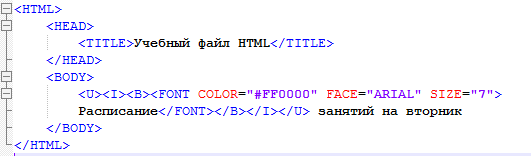 <HTML>
<HEAD>
<TITLE>Учебный файл HTML</TITLE>
</HEAD>
<BODY>
<U><I><B><FONT COLOR="#FF0000" FACE="ARIAL" SIZE="7">
Расписание</FONT></B></I></U> занятий на вторник
</BODY>
</HTML>